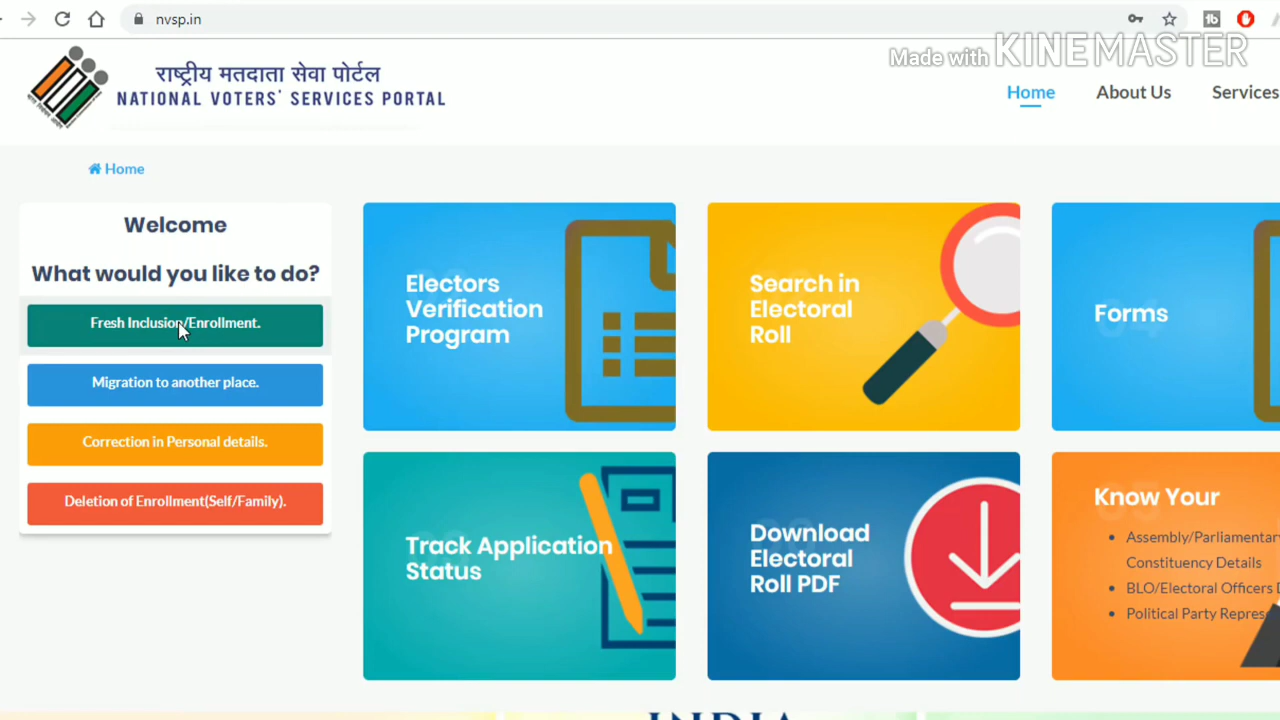 nvsp.in
Made with KINEMASTER
राष्ट्रीय मतदाता सेवा पोर्टल
NATIONAL VOTERS' SERVICES PORTAL
Home
About Us
Services
Home
Welcome
What would you like to do?
Fresh Inclusion/Enrollment.
Migration to another place.
Correction in Personal details.
Deletion of Enrollment(Self/Family).
Electors
Verification
Program
Search in
Electoral
Roll
Forms
Track Application
Status
Download
Electoral
Roll PDF
Know Your
Assembly/Parliamentary
Constituency Details
BLO/Electoral Officers
Political Party
INDIA